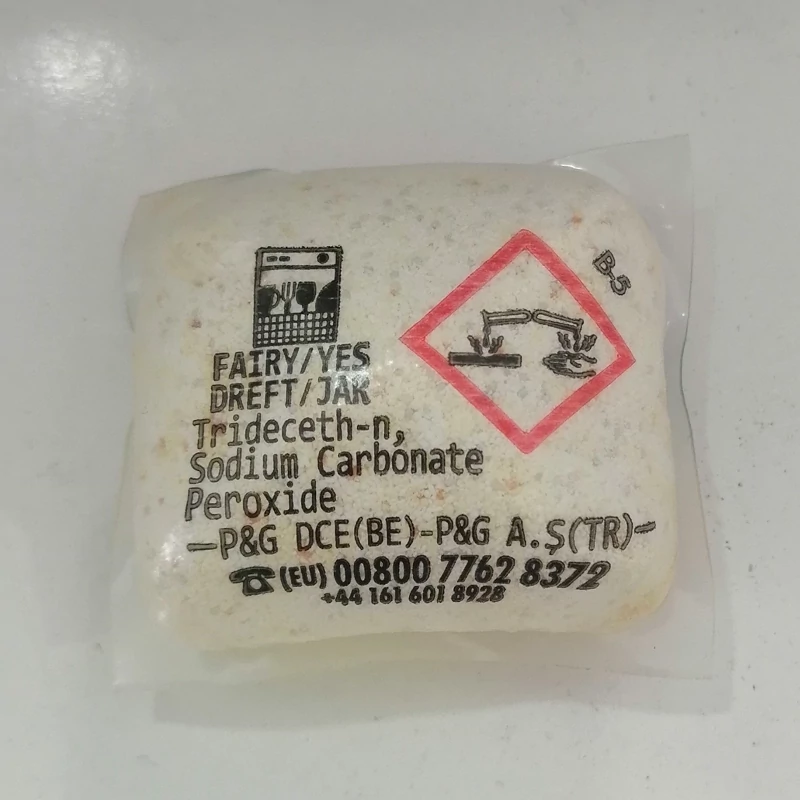 B-5
FAIRY/YES
DREFT/JAR
Trideceth-n,
Sodium Carbonate
Peroxide
—P&G DCE(BE)-P&G A.Ş(TR)—
☎(EU) 00800 7762 8372
+44 161 601 8928